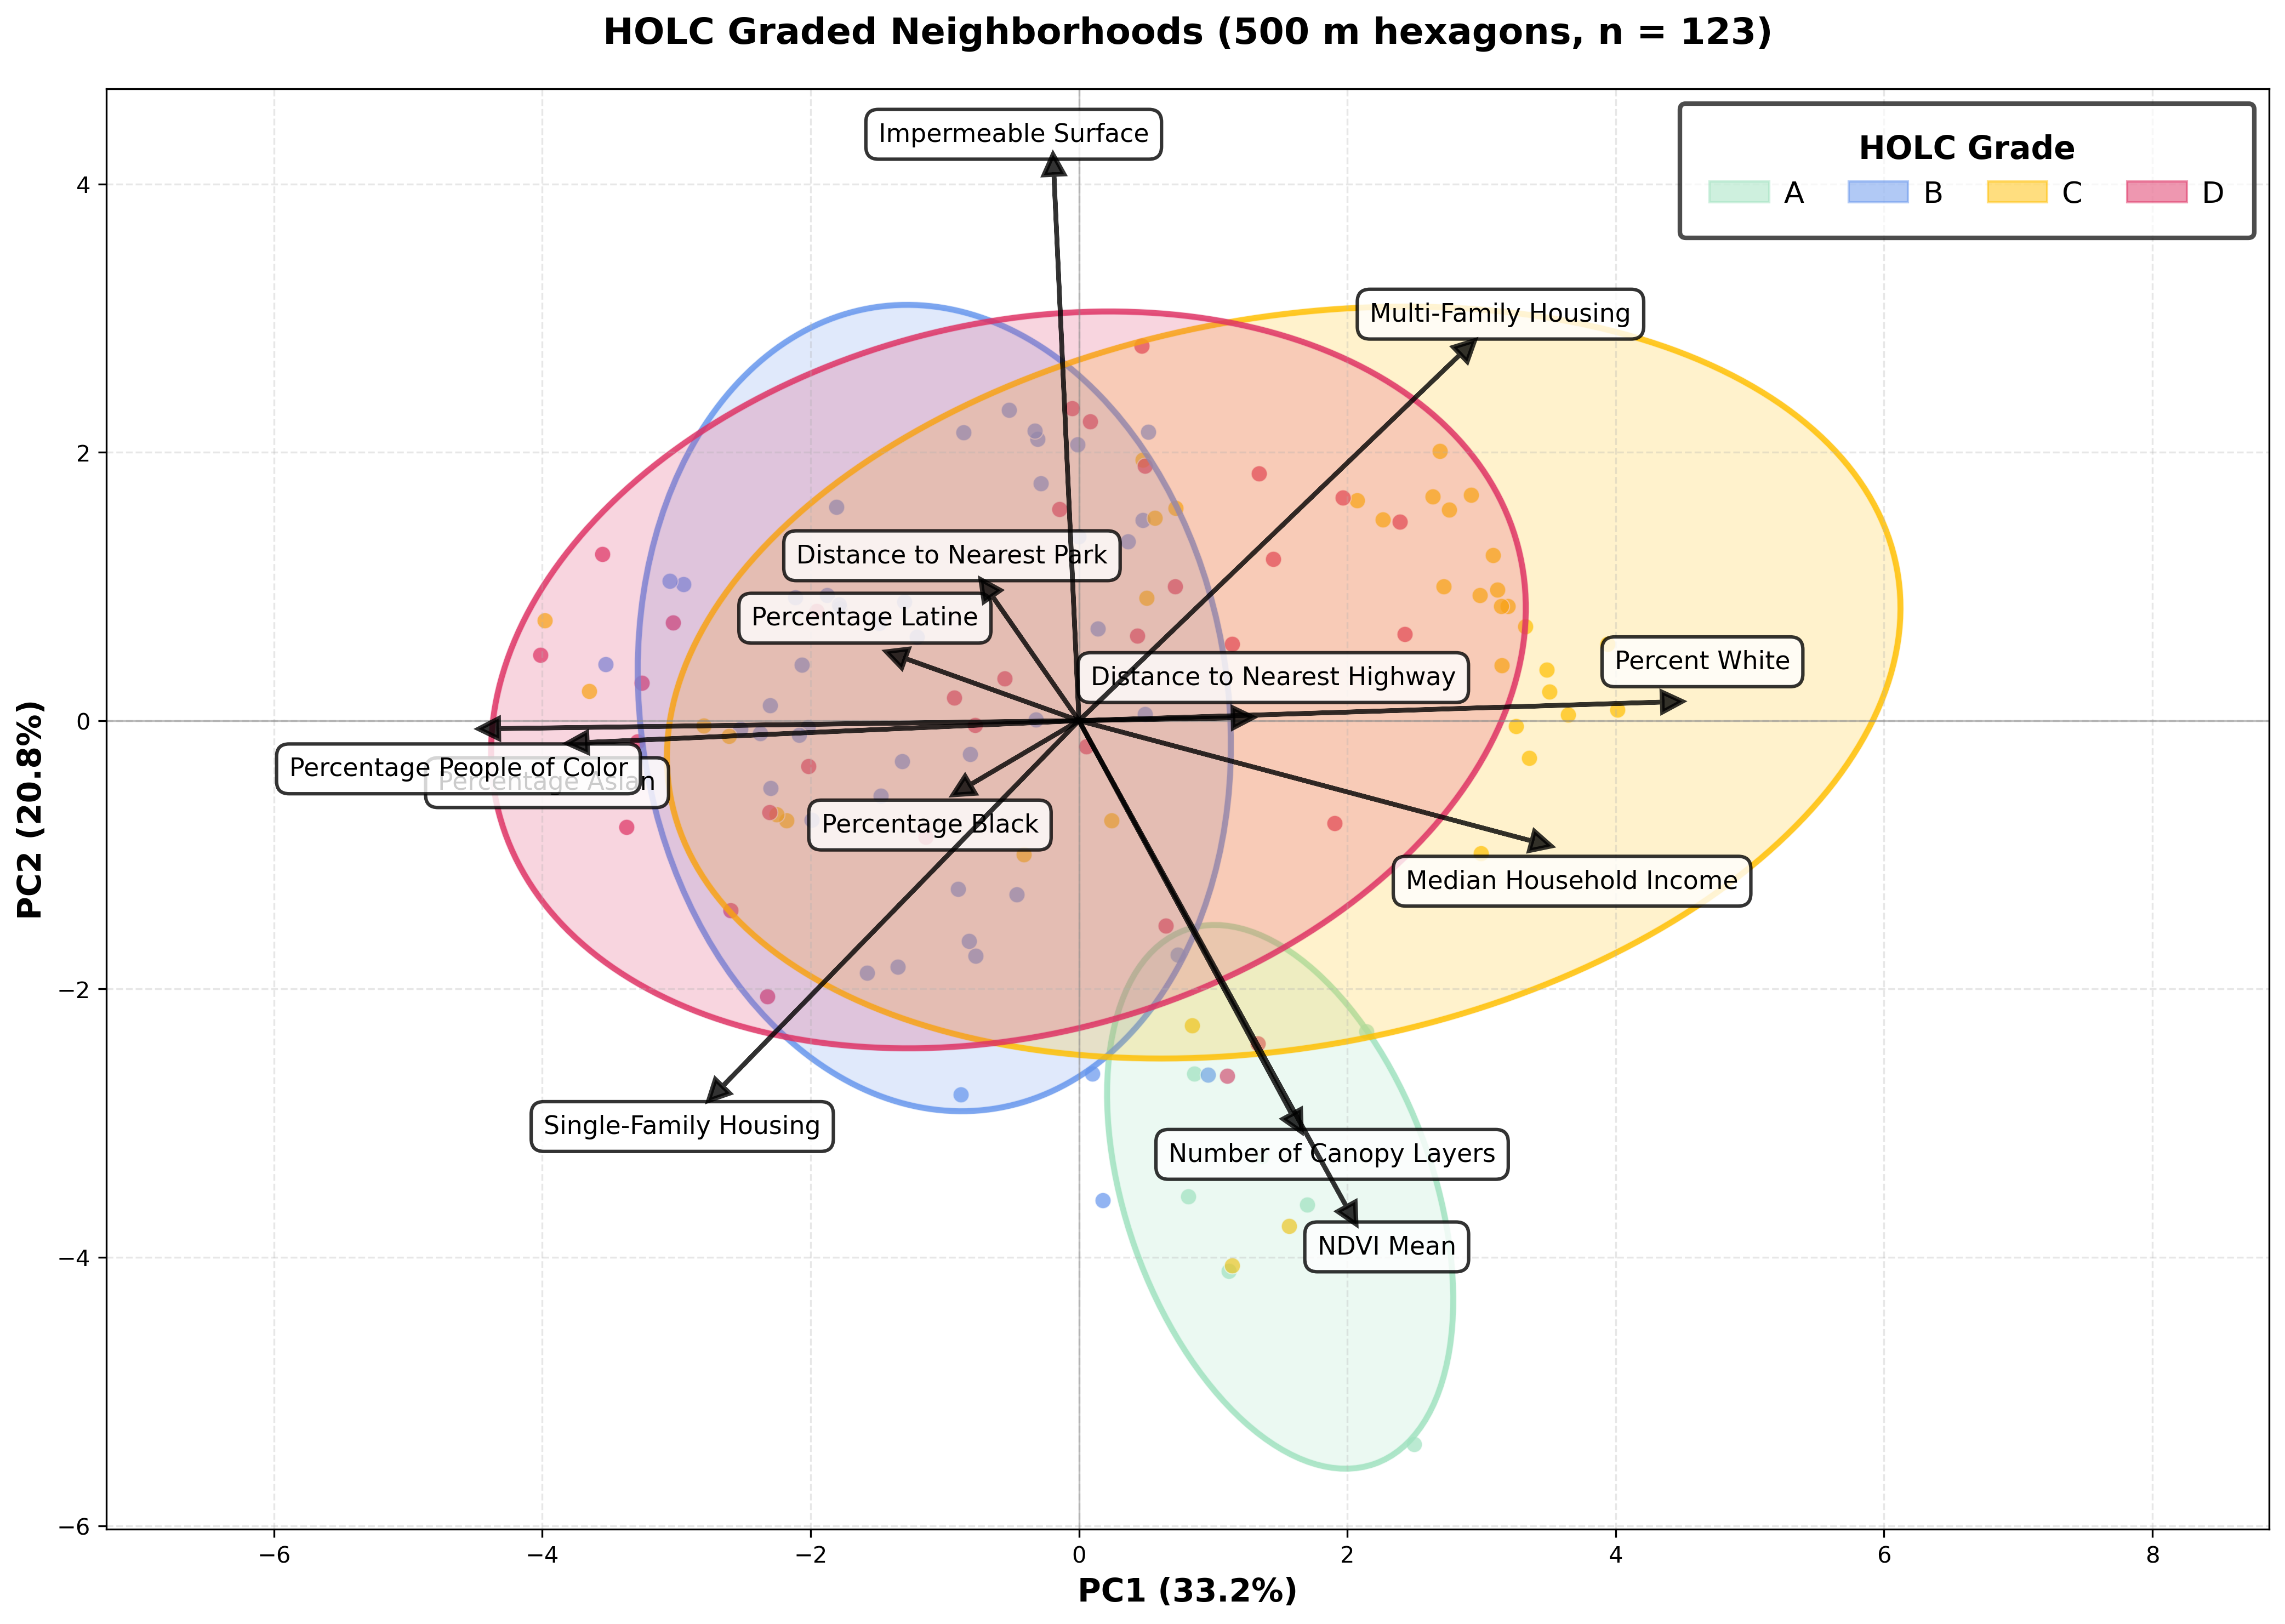 HOLC Graded Neighborhoods (500 m hexagons, n = 123)
HOLC Grade
A B C D
Impermeable Surface
Multi-Family Housing
Distance to Nearest Park
Percentage Latine
Distance to Nearest Highway
Percent White
Percentage People of Color
Percentage Asian
Percentage Black
Median Household Income
Single-Family Housing
Number of Canopy Layers
NDVI Mean
4
2
0
−2
−4
−6
PC2 (20.8%)
−6 −4 −2 0 2 4 6 8
PC1 (33.2%)